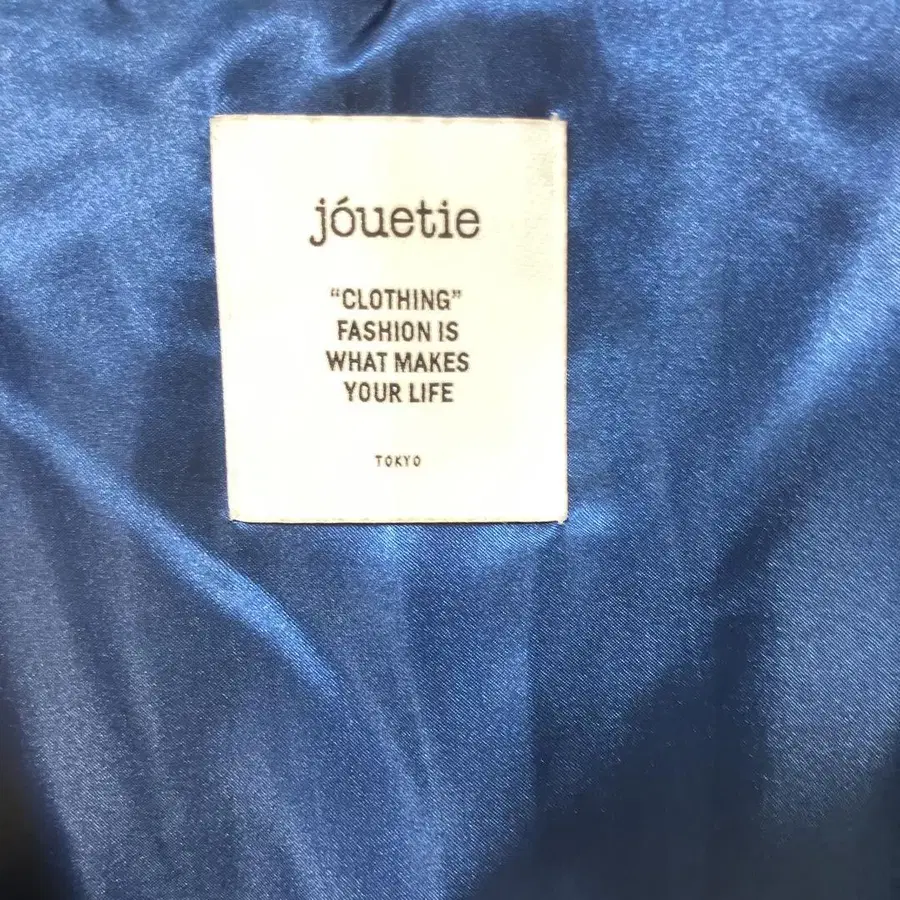 jóuetie
“CLOTHING”
FASHION IS
WHAT MAKES
YOUR LIFE
TOKYO